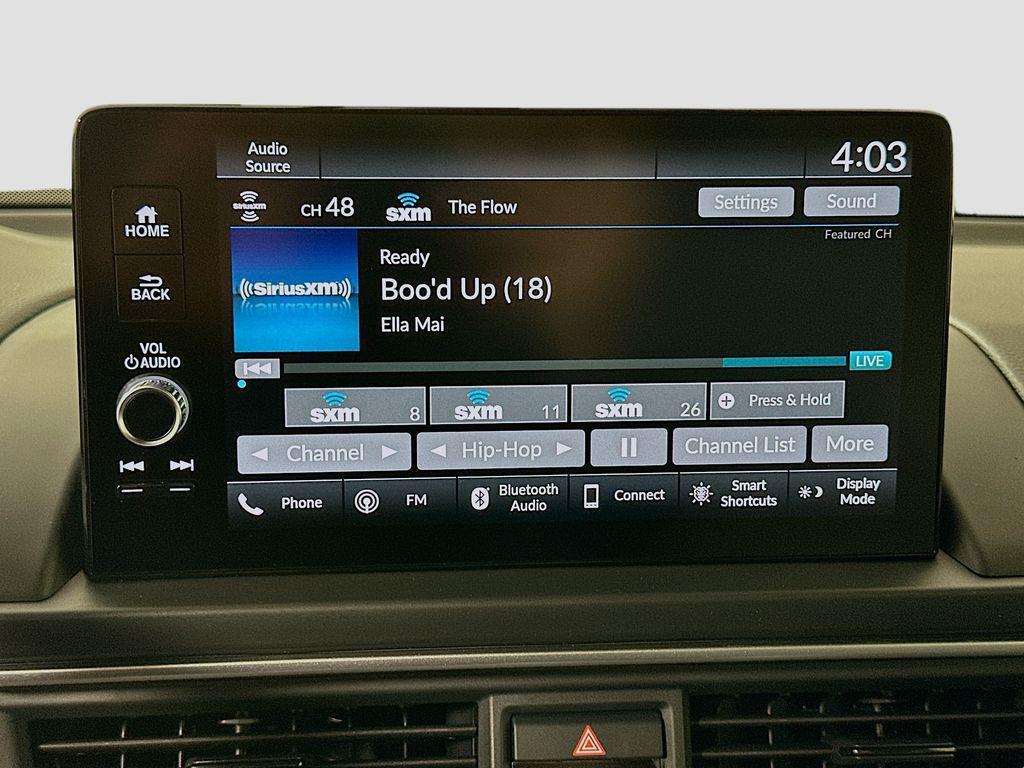 Audio
Source
4:03
HOME
BACK
VOL
AUDIO
SiriusXM
CH 48
sxm
The Flow
Settings
Sound
Featured CH
((SiriusXM))
Ready
Boo'd Up (18)
Ella Mai
LIVE
sxm 8
sxm 11
sxm 26
Press & Hold
Channel
Hip-Hop
Channel List
More
Phone
FM
Bluetooth
Audio
Connect
Smart
Shortcuts
Display
Mode